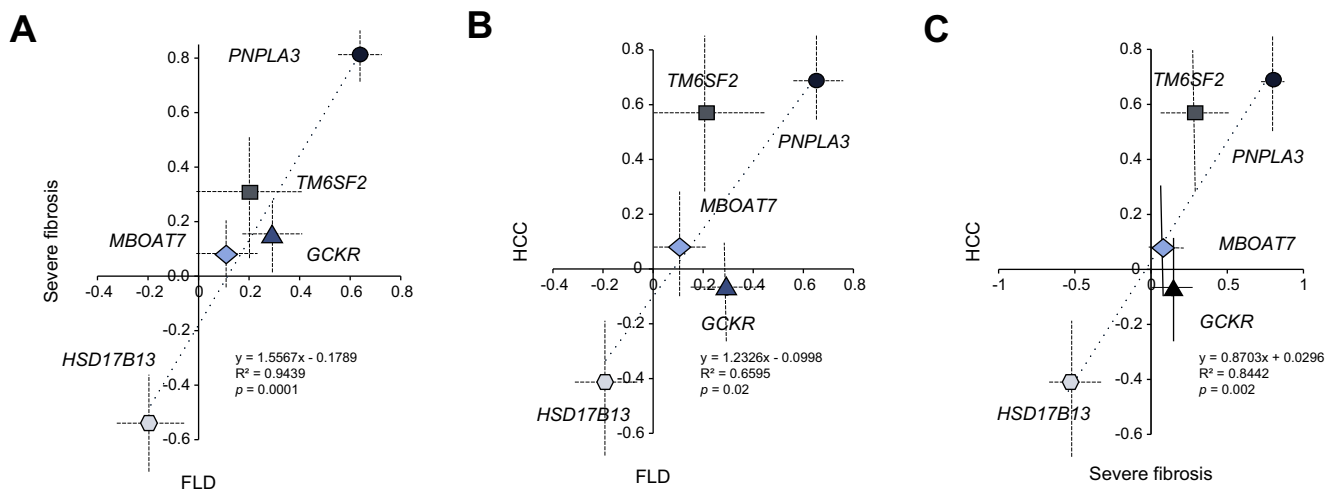 A
Severe fibrosis
0.8
0.6
0.4
0.2
0.0
-0.2
-0.4
-0.6
-0.4
-0.2
0
0.2
0.4
0.6
0.8
PNPLA3
TM6SF2
MBOAT7
GCKR
HSD17B13
y = 1.5567x - 0.1789
R² = 0.9439
p = 0.0001
FLD
B
HCC
0.8
0.6
0.4
0.2
0
-0.2
-0.4
-0.6
-0.4
-0.2
0.0
0.2
0.4
0.6
0.8
TM6SF2
PNPLA3
MBOAT7
GCKR
HSD17B13
y = 1.2326x - 0.0998
R² = 0.6595
p = 0.02
FLD
C
HCC
0.8
0.6
0.4
0.2
0
-0.2
-0.4
-0.6
-1
-0.5
0
0.5
1
TM6SF2
PNPLA3
MBOAT7
GCKR
HSD17B13
y = 0.8703x + 0.0296
R² = 0.8442
p = 0.002
Severe fibrosis